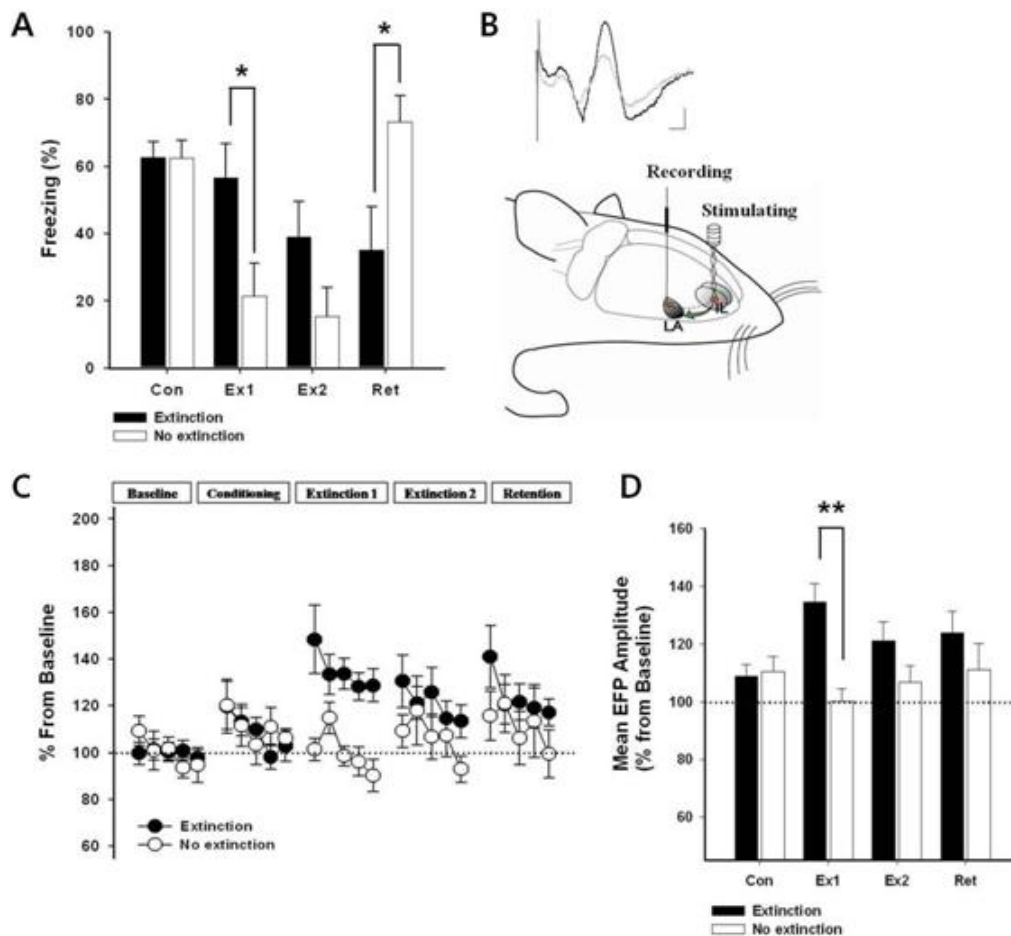 A
100
80
60
40
20
0
Freezing (%)
*
*
Con Ex1 Ex2 Ret
Extinction
No extinction
B
Recording
Stimulating
LA
IL
C
Baseline Conditioning Extinction 1 Extinction 2 Retention
200
180
160
140
120
100
80
60
% From Baseline
Extinction
No extinction
D
160
140
120
100
80
60
Mean EFP Amplitude
(% from Baseline)
**
Con Ex1 Ex2 Ret
Extinction
No extinction